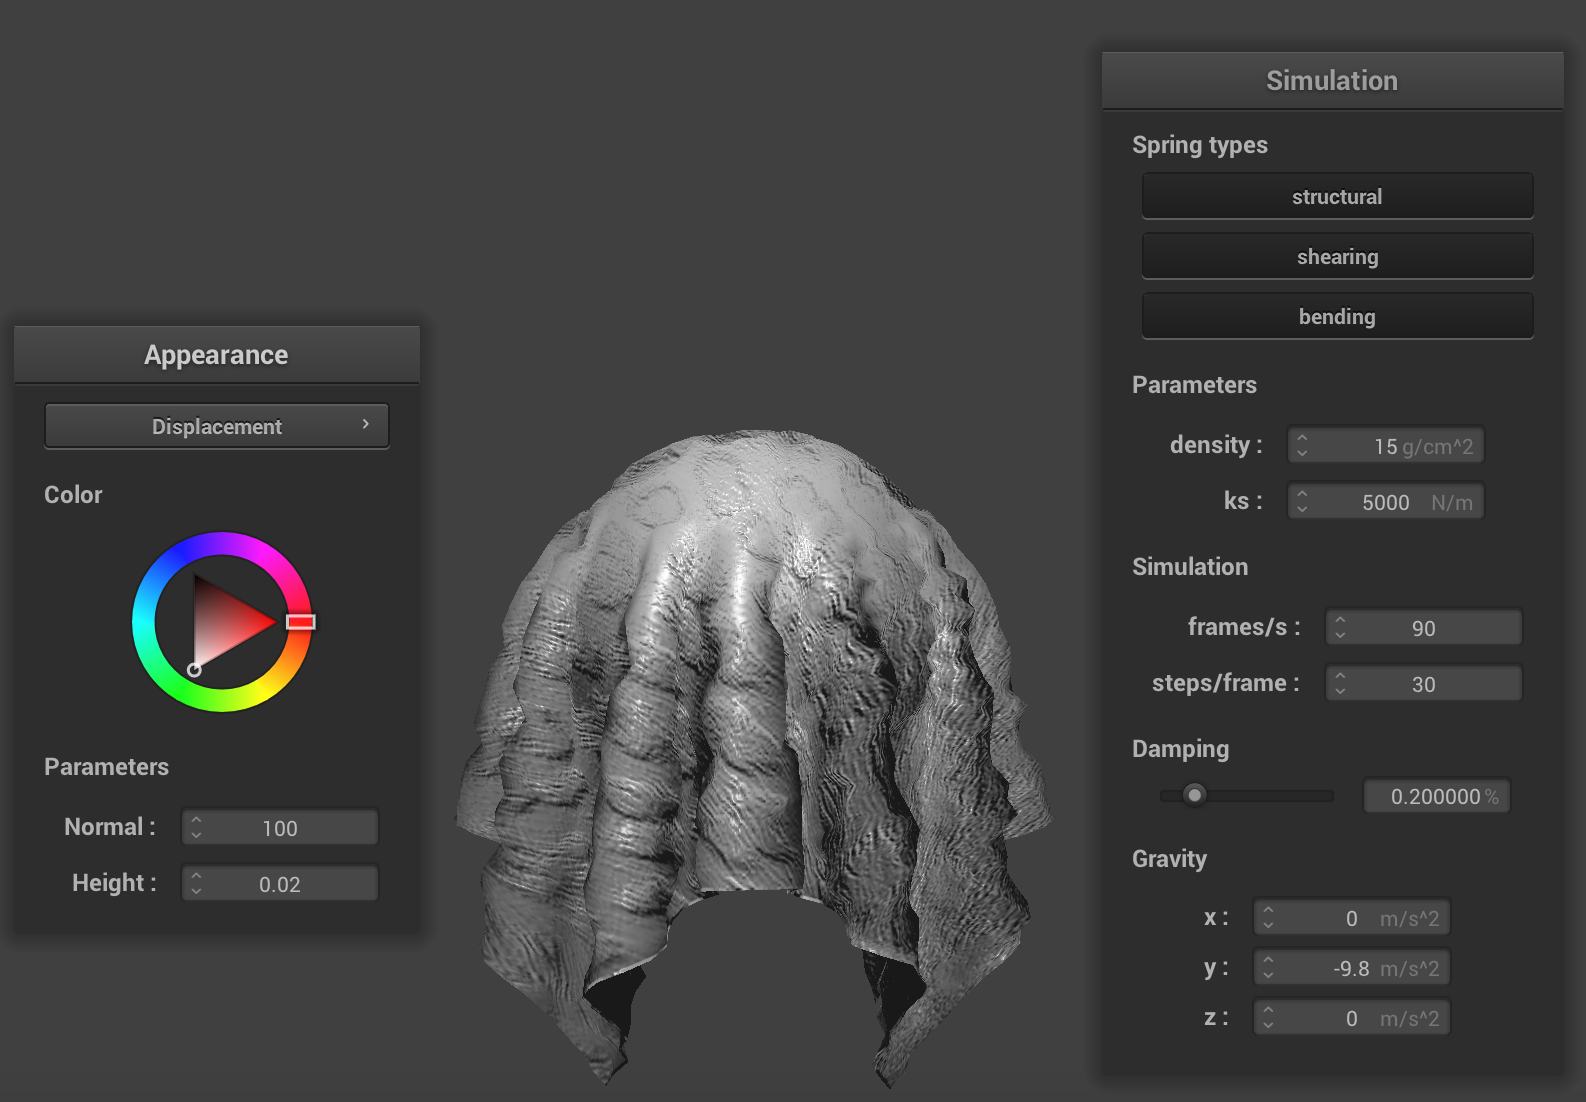 Appearance
Displacement
Color
Parameters
Normal : 100
Height : 0.02
Simulation
Spring types
structural
shearing
bending
Parameters
density : 15 g/cm^2
ks : 5000 N/m
Simulation
frames/s : 90
steps/frame : 30
Damping
0.200000 %
Gravity
x : 0 m/s^2
y : -9.8 m/s^2
z : 0 m/s^2